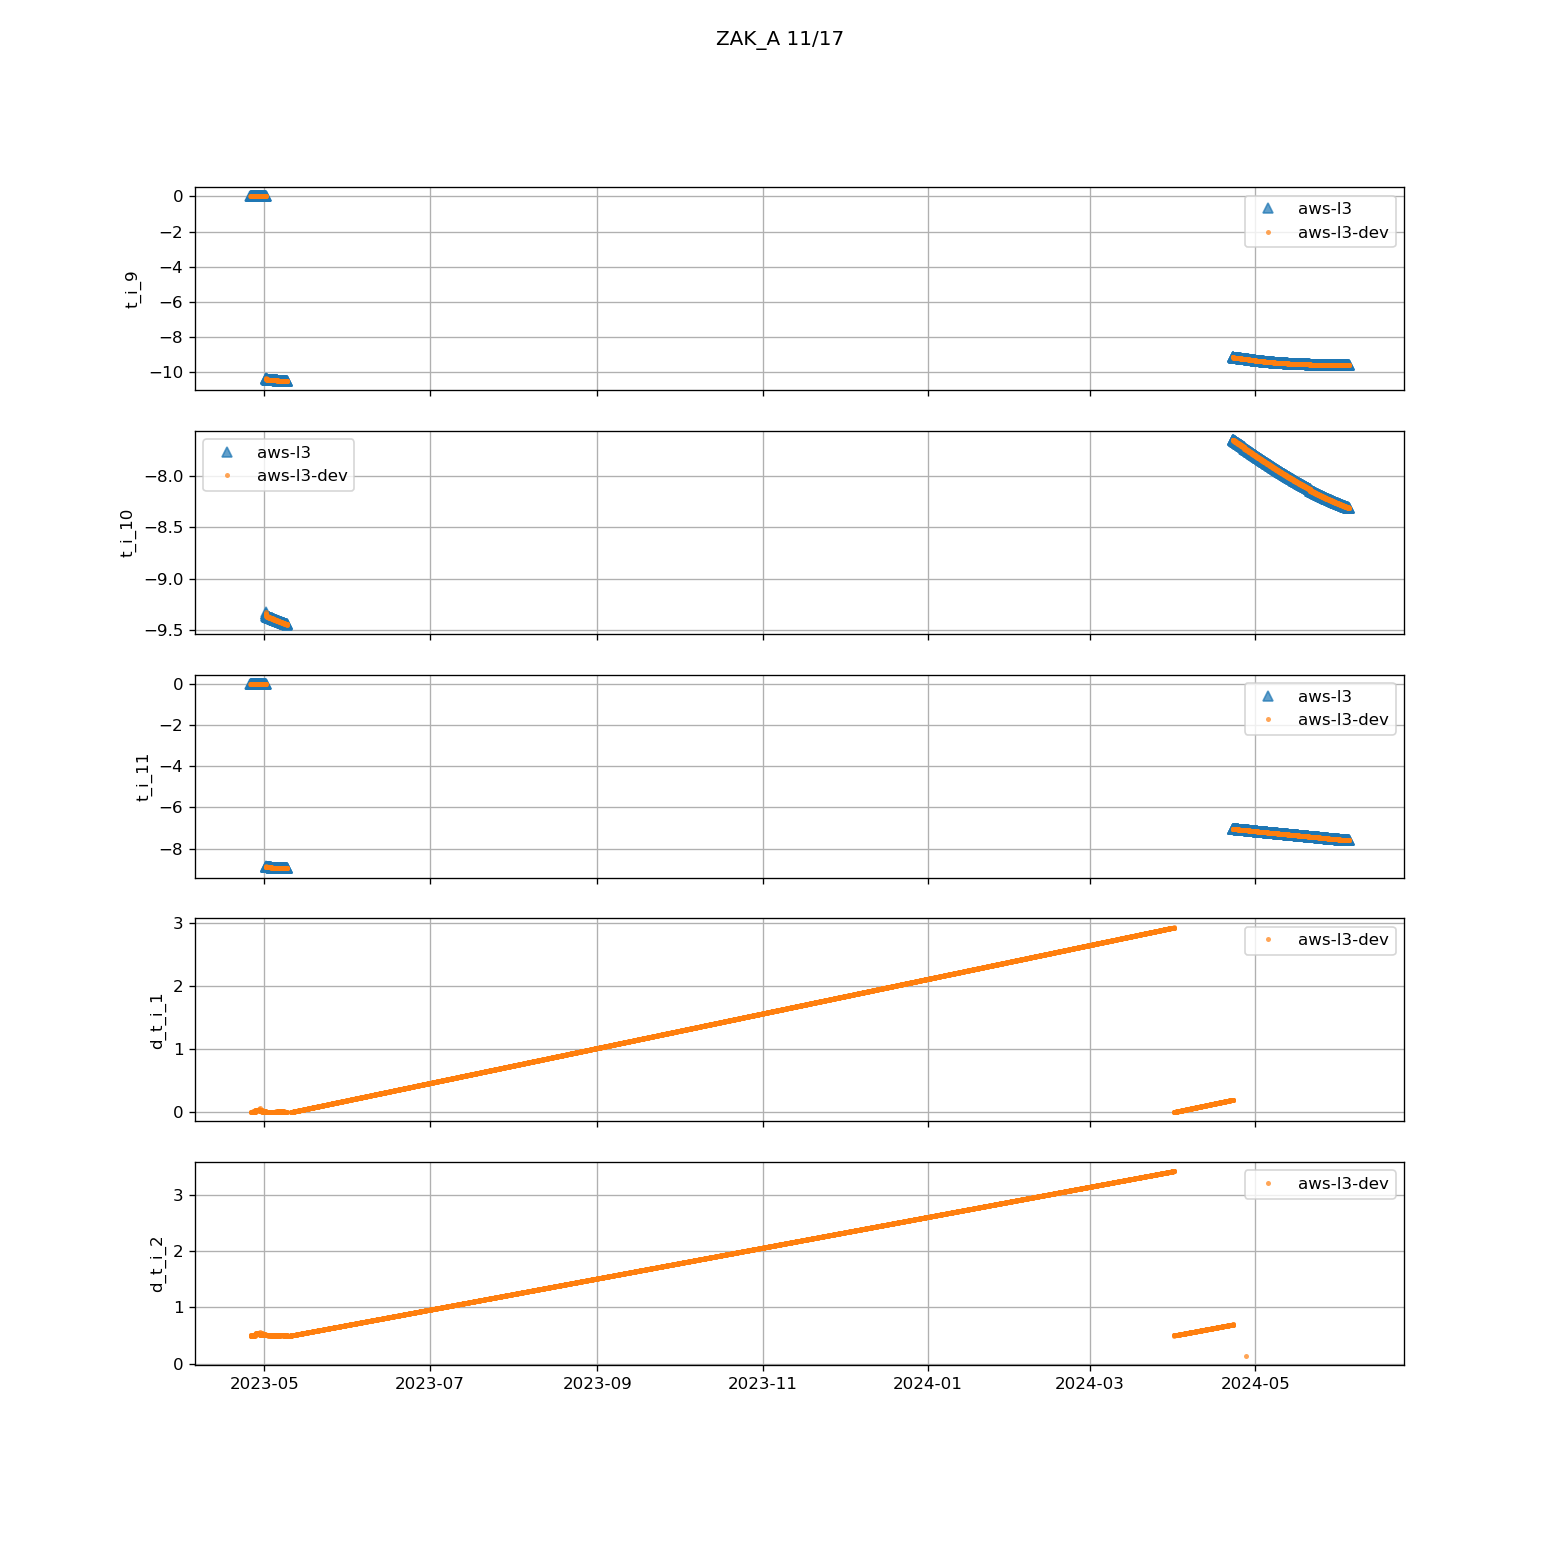 ZAK_A 11/17
t_i_9
0
−2
−4
−6
−8
−10
aws-l3
aws-l3-dev
t_i_10
−8.0
−8.5
−9.0
−9.5
aws-l3
aws-l3-dev
t_i_11
0
−2
−4
−6
−8
aws-l3
aws-l3-dev
d_t_i_1
3
2
1
0
aws-l3-dev
d_t_i_2
3
2
1
0
aws-l3-dev
2023-05 2023-07 2023-09 2023-11 2024-01 2024-03 2024-05